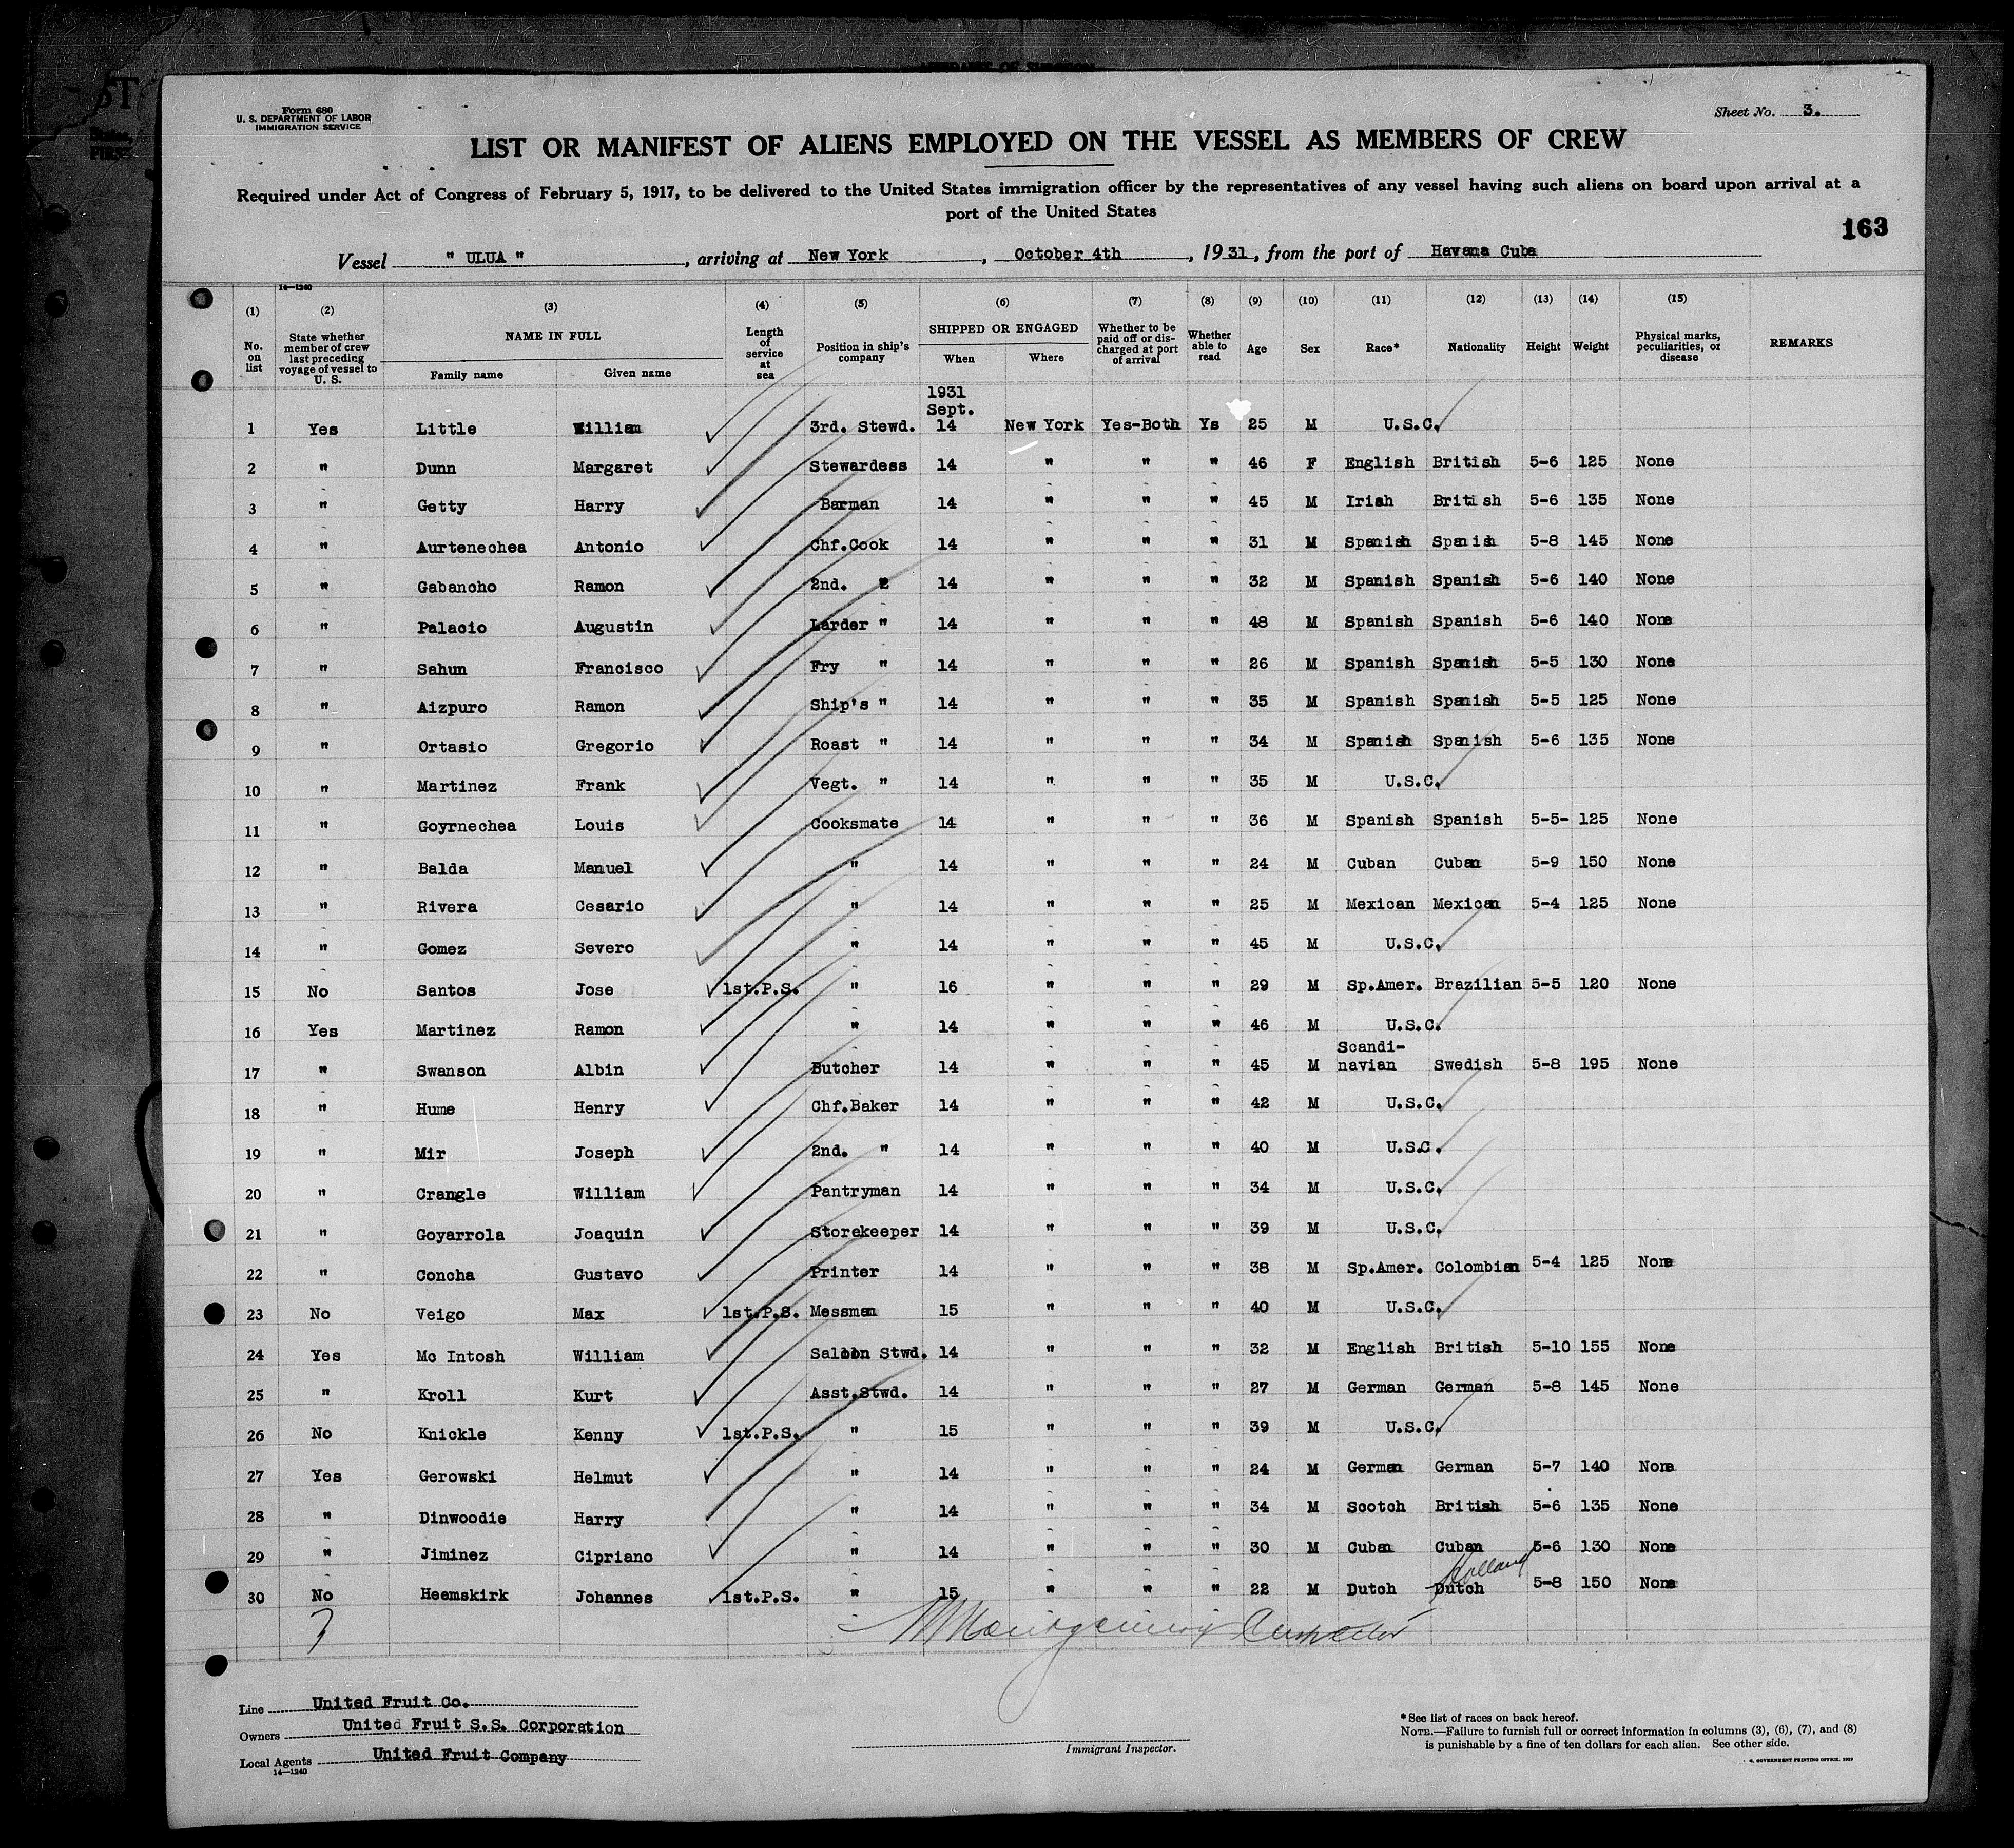 Form 680
U. S. DEPARTMENT OF LABOR
IMMIGRATION SERVICE
Sheet No. 3.
LIST OR MANIFEST OF ALIENS EMPLOYED ON THE VESSEL AS MEMBERS OF CREW
Required under Act of Congress of February 5, 1917, to be delivered to the United States immigration officer by the representatives of any vessel having such aliens on board upon arrival at a
port of the United States
163
Vessel " ULUA ", arriving at New York, October 4th, 1931, from the port of Havana Cuba
14—1240
(1) (2) (3) (4) (5) (6) (7) (8) (9) (10) (11) (12) (13) (14) (15)
No. on list | State whether member of crew last preceding voyage of vessel to U. S. | NAME IN FULL Family name Given name | Length of service at sea | Position in ship's company | SHIPPED OR ENGAGED When Where | Whether to be paid off or discharged at port of arrival | Whether able to read | Age | Sex | Race* | Nationality | Height | Weight | Physical marks, peculiarities, or disease | REMARKS
1931
Sept.
1 Yes Little William 3rd. Stewd. 14 New York Yes-Both Ys 25 M U.S.C.
2 " Dunn Margaret Stewardess 14 " " " 46 F English British 5-6 125 None
3 " Getty Harry Barman 14 " " " 45 M Irish British 5-6 135 None
4 " Aurtenechea Antonio Chf.Cook 14 " " " 31 M Spanish Spanish 5-8 145 None
5 " Gabancho Ramon 2nd. " 14 " " " 32 M Spanish Spanish 5-6 140 None
6 " Palacio Augustin Larder " 14 " " " 48 M Spanish Spanish 5-6 140 None
7 " Sahun Francisco Fry " 14 " " " 26 M Spanish Spanish 5-5 130 None
8 " Aizpuro Ramon Ship's " 14 " " " 35 M Spanish Spanish 5-5 125 None
9 " Ortasio Gregorio Roast " 14 " " " 34 M Spanish Spanish 5-6 135 None
10 " Martinez Frank Vegt. " 14 " " " 35 M U.S.C.
11 " Goyrnechea Louis Cooksmate 14 " " " 36 M Spanish Spanish 5-5- 125 None
12 " Balda Manuel " 14 " " " 24 M Cuban Cuban 5-9 150 None
13 " Rivera Cesario " 14 " " " 25 M Mexican Mexican 5-4 125 None
14 " Gomez Severo " 14 " " " 45 M U.S.C.
15 No Santos Jose 1st.P.S. " 16 " " " 29 M Sp.Amer. Brazilian 5-5 120 None
16 Yes Martinez Ramon " 14 " " " 46 M U.S.C.
17 " Swanson Albin Butcher 14 " " " 45 M Scandi-navian Swedish 5-8 195 None
18 " Hume Henry Chf.Baker 14 " " " 42 M U.S.C.
19 " Mir Joseph 2nd. " 14 " " " 40 M U.S.C.
20 " Crangle William Pantryman 14 " " " 34 M U.S.C.
21 " Goyarrola Joaquin Storekeeper 14 " " " 39 M U.S.C.
22 " Concha Gustavo Printer 14 " " " 38 M Sp.Amer. Colombian 5-4 125 None
23 No Veigo Max 1st.P.S. Messman 15 " " " 40 M U.S.C.
24 Yes Mc Intosh William Saloon Stwd. 14 " " " 32 M English British 5-10 155 None
25 " Kroll Kurt Asst.Stwd. 14 " " " 27 M German German 5-8 145 None
26 No Knickle Kenny 1st.P.S. " 15 " " " 39 M U.S.C.
27 Yes Gerowski Helmut " 14 " " " 24 M German German 5-7 140 None
28 " Dinwoodie Harry " 14 " " " 34 M Scotch British 5-6 135 None
29 " Jiminez Cipriano " 14 " " " 30 M Cuban Cuban 5-6 130 None
Holland
30 No Heemskirk Johannes 1st.P.S. " 15 " " " 22 M Dutch Dutch 5-8 150 None
Montgomery Inspector
Line United Fruit Co.
Owners United Fruit S.S. Corporation
Local Agents United Fruit Company
14—1240
Immigrant Inspector.
*See list of races on back hereof.
NOTE.—Failure to furnish full or correct information in columns (3), (6), (7), and (8)
is punishable by a fine of ten dollars for each alien. See other side.
GOVERNMENT PRINTING OFFICE. 1929